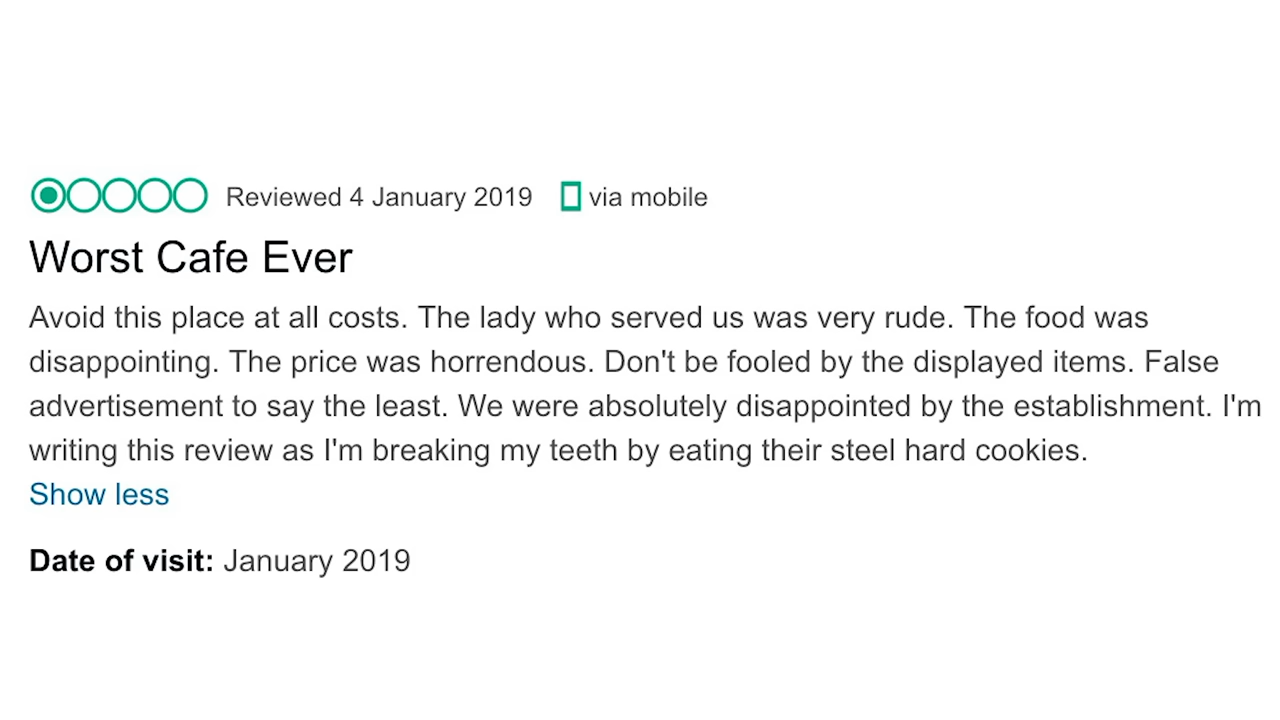 Reviewed 4 January 2019 via mobile
Worst Cafe Ever
Avoid this place at all costs. The lady who served us was very rude. The food was
disappointing. The price was horrendous. Don't be fooled by the displayed items. False
advertisement to say the least. We were absolutely disappointed by the establishment. I'm
writing this review as I'm breaking my teeth by eating their steel hard cookies.
Show less
Date of visit: January 2019